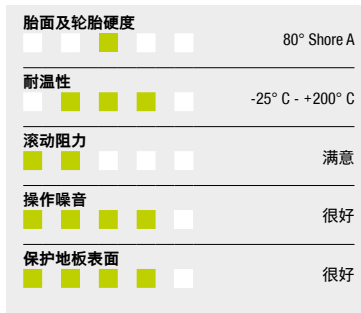 胎面及轮胎硬度
80° Shore A
耐温性
-25° C - +200° C
滚动阻力
满意
操作噪音
很好
保护地板表面
很好